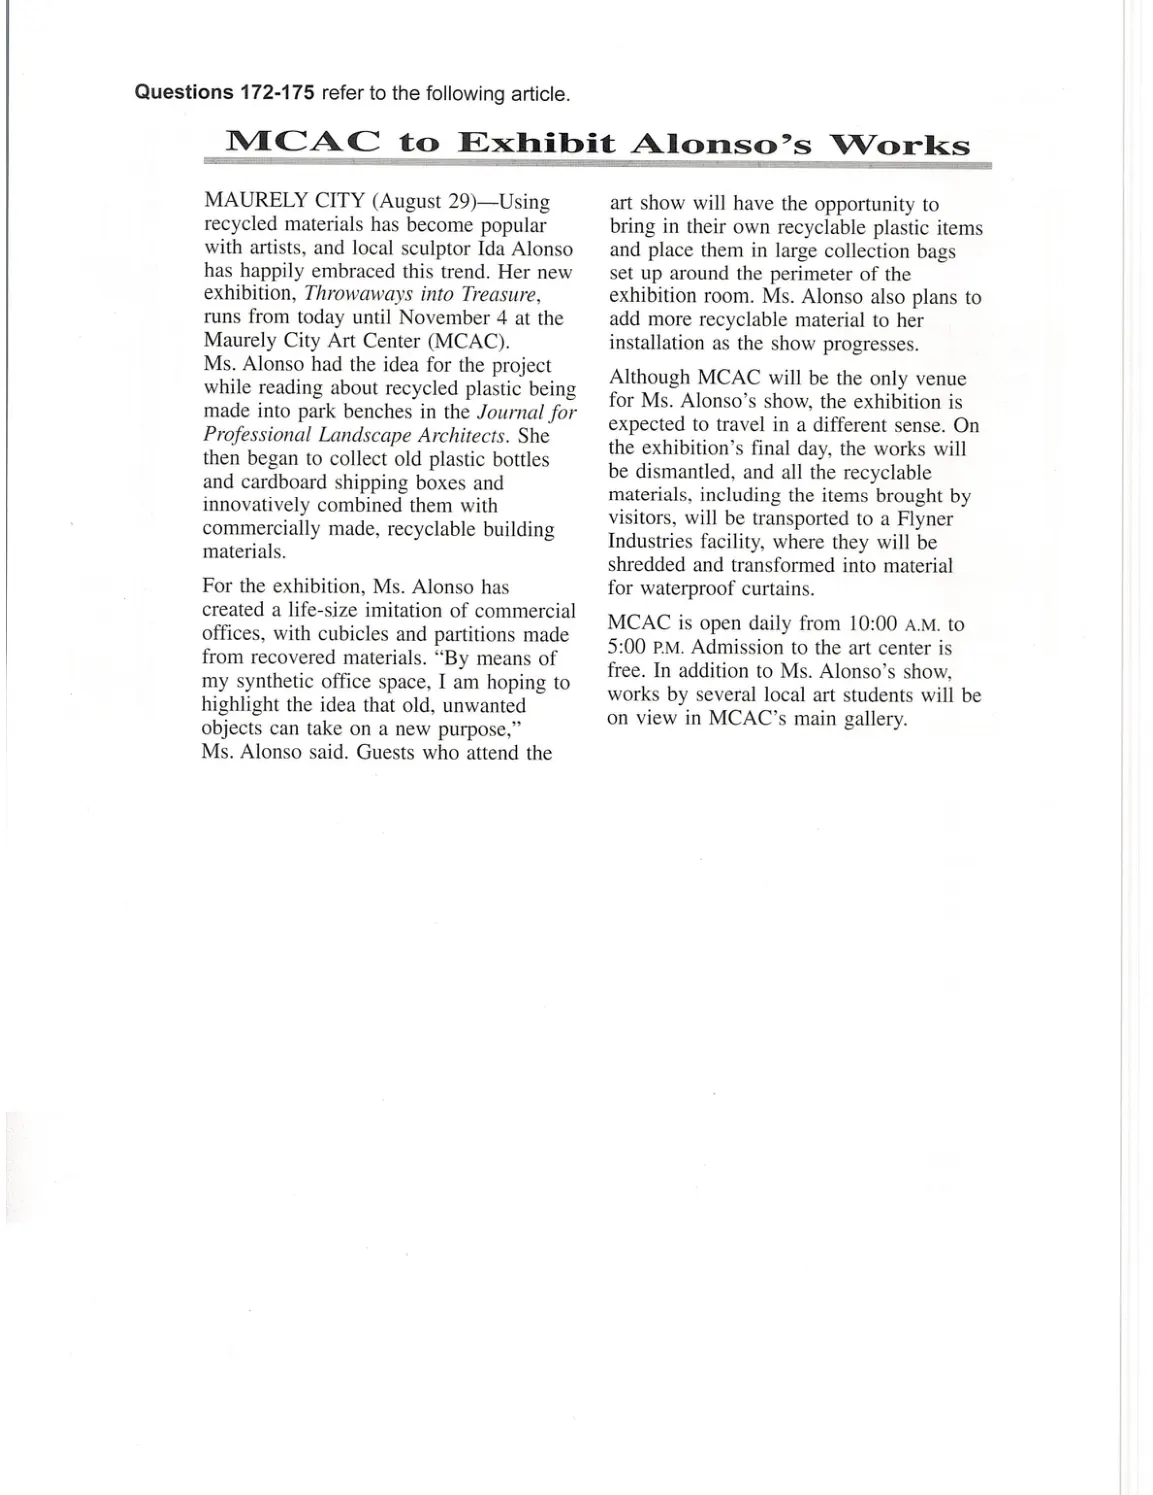 Questions 172-175 refer to the following article.
MCAC to Exhibit Alonso's Works
MAURELY CITY (August 29)—Using
recycled materials has become popular
with artists, and local sculptor Ida Alonso
has happily embraced this trend. Her new
exhibition, Throwaways into Treasure,
runs from today until November 4 at the
Maurely City Art Center (MCAC).
Ms. Alonso had the idea for the project
while reading about recycled plastic being
made into park benches in the Journal for
Professional Landscape Architects. She
then began to collect old plastic bottles
and cardboard shipping boxes and
innovatively combined them with
commercially made, recyclable building
materials.
For the exhibition, Ms. Alonso has
created a life-size imitation of commercial
offices, with cubicles and partitions made
from recovered materials. “By means of
my synthetic office space, I am hoping to
highlight the idea that old, unwanted
objects can take on a new purpose,”
Ms. Alonso said. Guests who attend the
art show will have the opportunity to
bring in their own recyclable plastic items
and place them in large collection bags
set up around the perimeter of the
exhibition room. Ms. Alonso also plans to
add more recyclable material to her
installation as the show progresses.
Although MCAC will be the only venue
for Ms. Alonso's show, the exhibition is
expected to travel in a different sense. On
the exhibition's final day, the works will
be dismantled, and all the recyclable
materials, including the items brought by
visitors, will be transported to a Flyner
Industries facility, where they will be
shredded and transformed into material
for waterproof curtains.
MCAC is open daily from 10:00 A.M. to
5:00 P.M. Admission to the art center is
free. In addition to Ms. Alonso's show,
works by several local art students will be
on view in MCAC's main gallery.